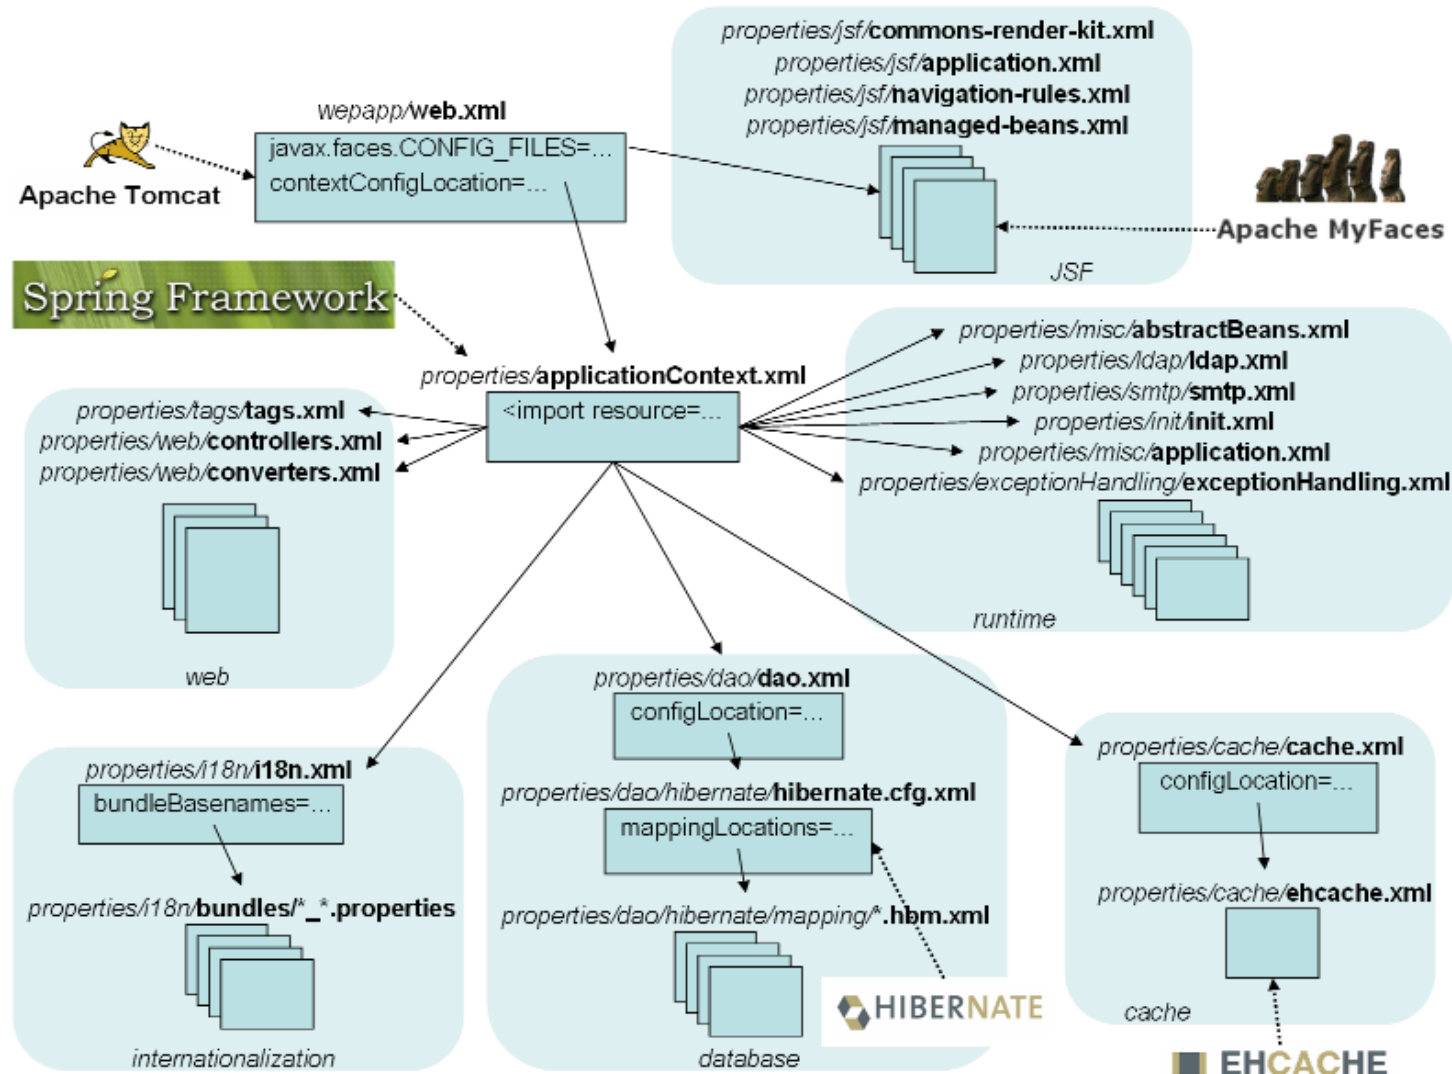 properties/jsf/commons-render-kit.xml
properties/jsf/application.xml
properties/jsf/navigation-rules.xml
properties/jsf/managed-beans.xml
JSF
wepapp/web.xml
javax.faces.CONFIG_FILES=...
contextConfigLocation=...
Apache Tomcat
Apache MyFaces
Spring Framework
properties/applicationContext.xml
<import resource=...
properties/misc/abstractBeans.xml
properties/ldap/ldap.xml
properties/smtp/smtp.xml
properties/init/init.xml
properties/misc/application.xml
properties/exceptionHandling/exceptionHandling.xml
runtime
properties/tags/tags.xml
properties/web/controllers.xml
properties/web/converters.xml
web
properties/i18n/i18n.xml
bundleBasenames=...
properties/i18n/bundles/*_*.properties
internationalization
properties/dao/dao.xml
configLocation=...
properties/dao/hibernate/hibernate.cfg.xml
mappingLocations=...
properties/dao/hibernate/mapping/*.hbm.xml
HIBERNATE
database
properties/cache/cache.xml
configLocation=...
properties/cache/ehcache.xml
cache
EHCACHE